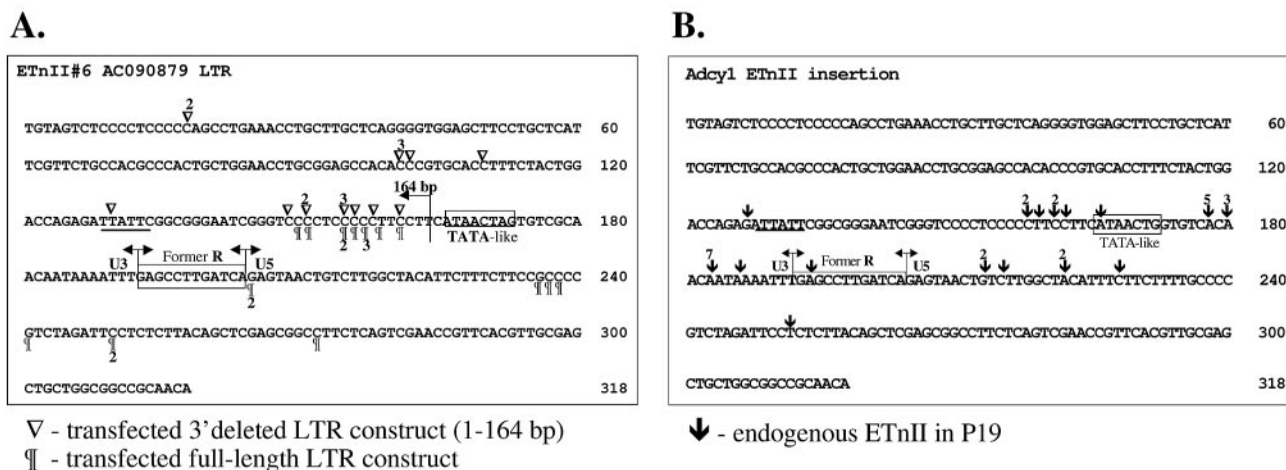 A.
ETnII#6 AC090879 LTR
2
TGTAGTCTCCCCTCCCCCAGCCTGAAACCTGCTTGCTCAGGGGTGGAGCTTCCTGCTCAT 60
3
TCGTTCTGCCACGCCCACTGCTGGAACCTGCGGAGCCACACCCGTGCACCTTTCTACTGG 120
2 3 164 bp
ACCAGAGATTATTCGGCGGGAATCGGGTCCCCTCCCCCTTCCTTCATAACTAGTGTCGCA 180
¶¶ ¶¶¶ ¶
2 3 TATA-like
U3 Former R U5
ACAATAAAATTTGAGCCTTGATCAGAGTAACTGTCTTGGCTACATTCTTTCTTCCGCCCC 240
¶ ¶¶¶
2
GTCTAGATTCCTCTCTTACAGCTCGAGCGGCCTTCTCAGTCGAACCGTTCACGTTGCGAG 300
¶ ¶ ¶
2
CTGCTGGCGGCCGCAACA 318
∇ - transfected 3'deleted LTR construct (1-164 bp)
¶ - transfected full-length LTR construct
B.
Adcy1 ETnII insertion
TGTAGTCTCCCCTCCCCCAGCCTGAAACCTGCTTGCTCAGGGGTGGAGCTTCCTGCTCAT 60
TCGTTCTGCCACGCCCACTGCTGGAACCTGCGGAGCCACACCCGTGCACCTTTCTACTGG 120
2 2 5 3
ACCAGAGATTATTCGGCGGGAATCGGGTCCCCTCCCCCTTCCTTCATAACTGGTGTCACA 180
TATA-like
7 U3 Former R U5 2 2
ACAATAAAATTTGAGCCTTGATCAGAGTAACTGTCTTGGCTACATTTCTTCTTTTGCCCC 240
GTCTAGATTCCTCTCTTACAGCTCGAGCGGCCTTCTCAGTCGAACCGTTCACGTTGCGAG 300
CTGCTGGCGGCCGCAACA 318
↓ - endogenous ETnII in P19